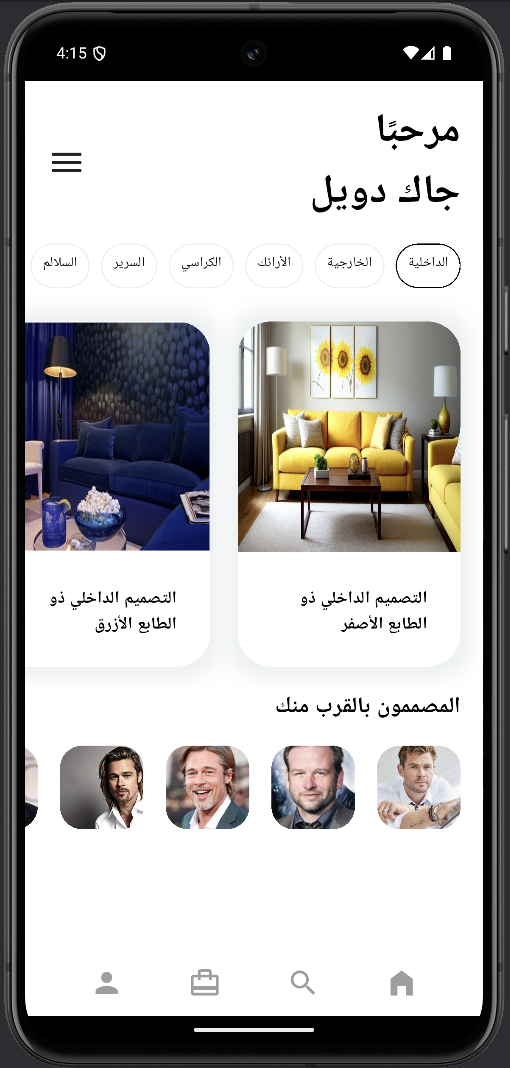 4:15
مرحبًا
جاك دويل
الداخلية
الخارجية
الأرائك
الكراسي
السرير
السلالم
التصميم الداخلي ذو
الطابع الأصفر
التصميم الداخلي ذو
الطابع الأزرق
المصممون بالقرب منك